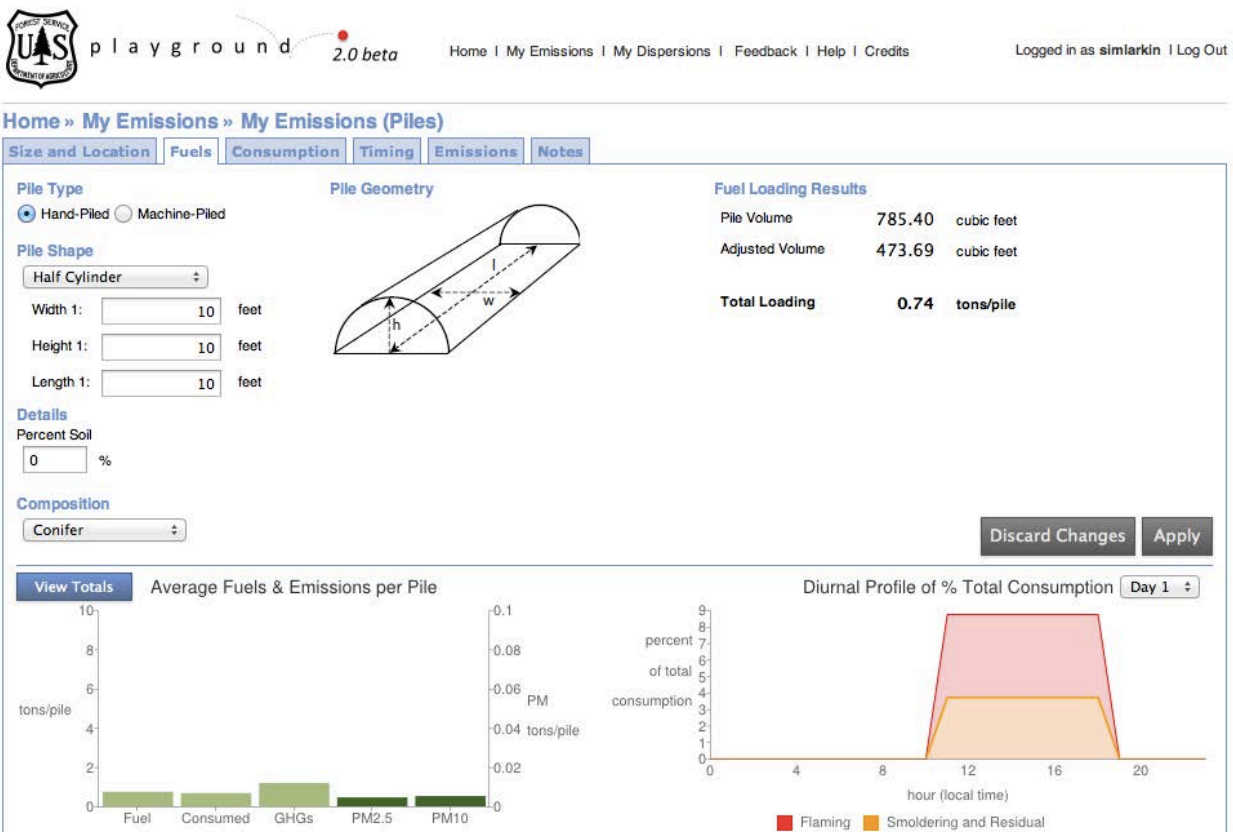 FOREST SERVICE
UAS
DEPARTMENT OF AGRICULTURE
playground 2.0 beta
Home | My Emissions | My Dispersions | Feedback | Help | Credits
Logged in as simlarkin | Log Out
Home » My Emissions » My Emissions (Piles)
Size and Location Fuels Consumption Timing Emissions Notes
Pile Type
Hand-Piled Machine-Piled
Pile Shape
Half Cylinder
Width 1: 10 feet
Height 1: 10 feet
Length 1: 10 feet
Details
Percent Soil
0 %
Composition
Conifer
Pile Geometry
l
w
h
Fuel Loading Results
Pile Volume 785.40 cubic feet
Adjusted Volume 473.69 cubic feet
Total Loading 0.74 tons/pile
Discard Changes Apply
View Totals
Average Fuels & Emissions per Pile
10 0.1
8 0.08
6 0.06
tons/pile PM
4 0.04 tons/pile
2 0.02
0 0
Fuel Consumed GHGs PM2.5 PM10
Diurnal Profile of % Total Consumption Day 1
9
8
percent 7
6
of total 5
4
consumption 3
2
1
0
0 4 8 12 16 20
hour (local time)
Flaming Smoldering and Residual